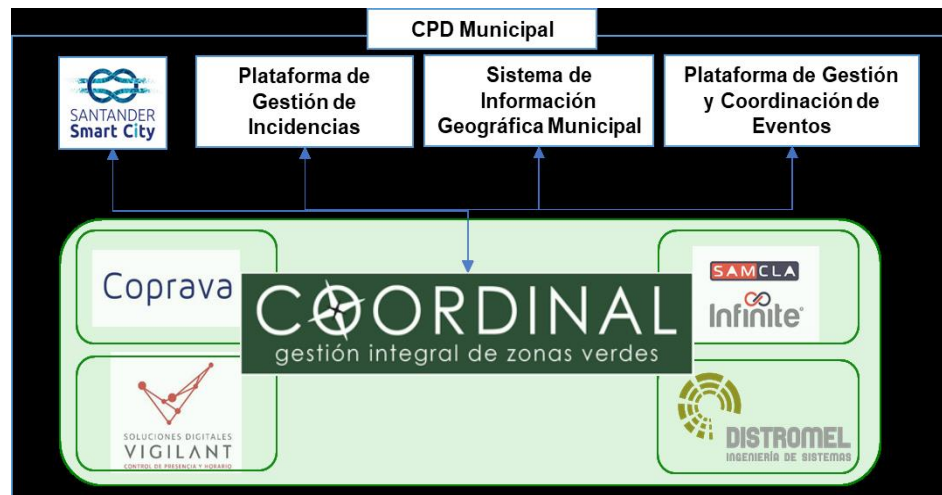 CPD Municipal
SANTANDER
Smart City
Plataforma de
Gestión de
Incidencias
Sistema de
Información
Geográfica Municipal
Plataforma de Gestión
y Coordinación de
Eventos
Coprava
COORDINAL
gestión integral de zonas verdes
SAMCLA
Infinite
SOLUCIONES DIGITALES
VIGILANT
CONTROL DE PRESENCIA Y HORARIO
DISTROMEL
INGENIERÍA DE SISTEMAS